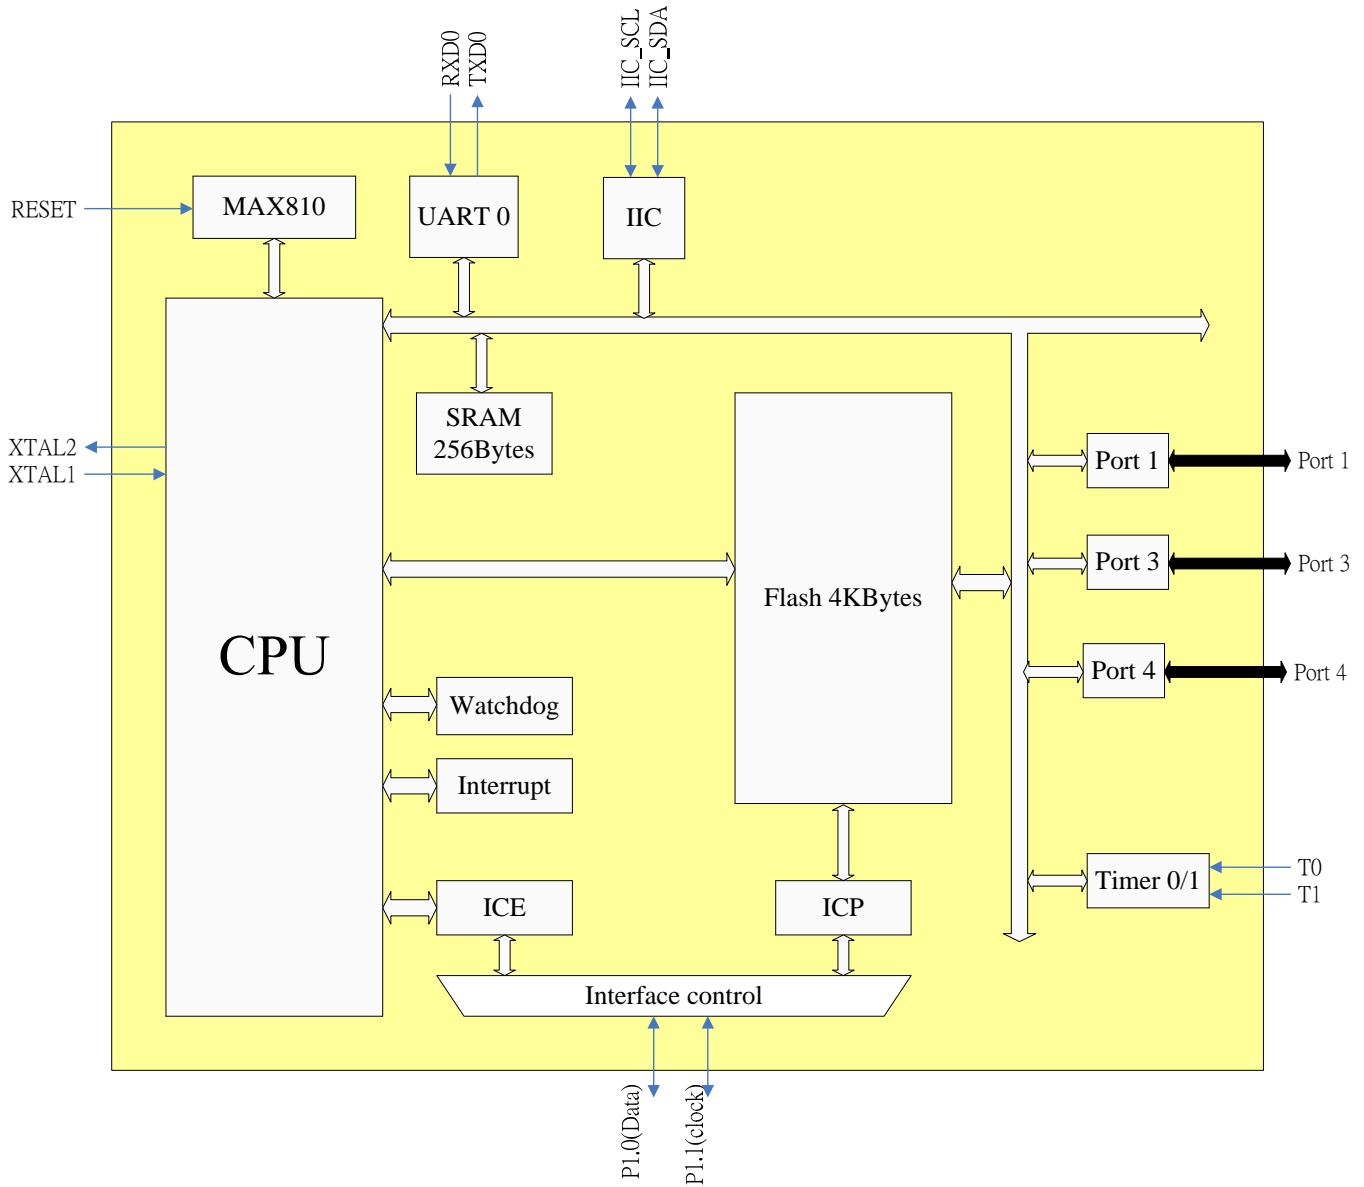 RXD0
TXD0
IIC_SCL
IIC_SDA
RESET
MAX810
UART 0
IIC
XTAL2
XTAL1
SRAM
256Bytes
Port 1
Port 1
Port 3
Port 3
Flash 4KBytes
CPU
Port 4
Port 4
Watchdog
Interrupt
Timer 0/1
T0
T1
ICE
ICP
Interface control
P1.0(Data)
P1.1(clock)